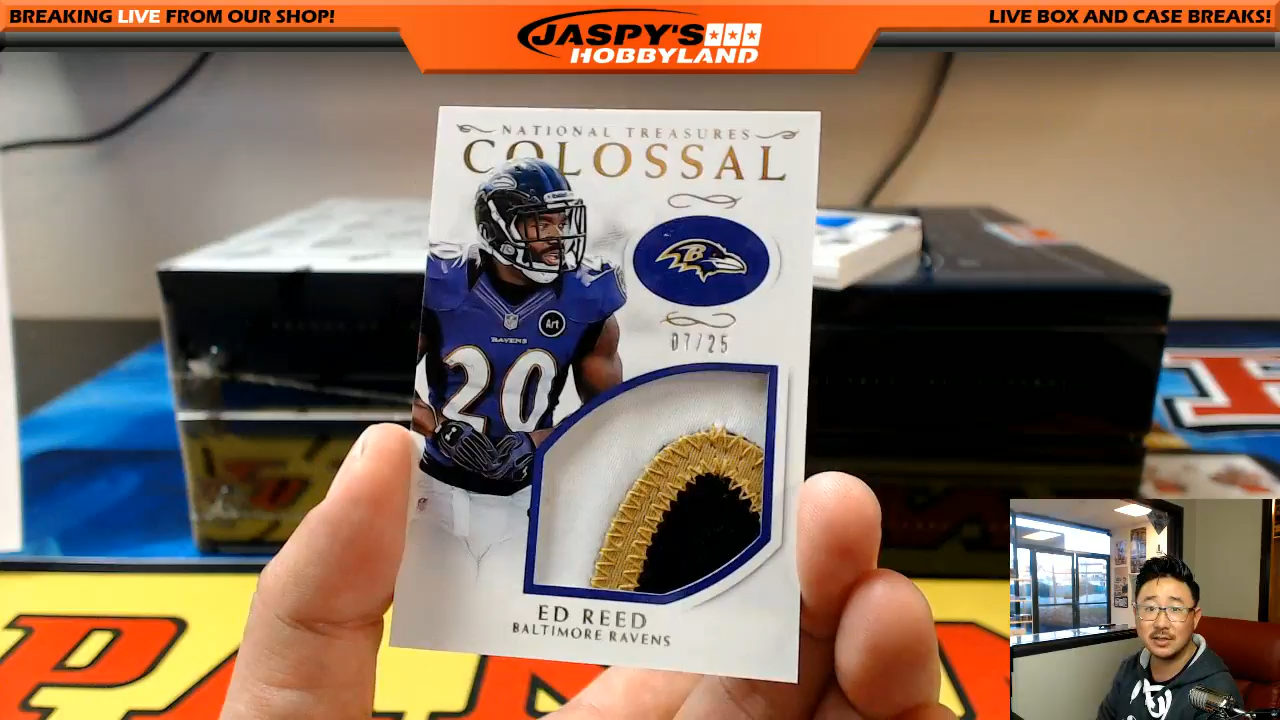 BREAKING LIVE FROM OUR SHOP!
JASPY'S
HOBBYLAND
LIVE BOX AND CASE BREAKS!
NATIONAL TREASURES
COLOSSAL
B
07/25
Art
RAVENS
20
20
ED REED
BALTIMORE RAVENS